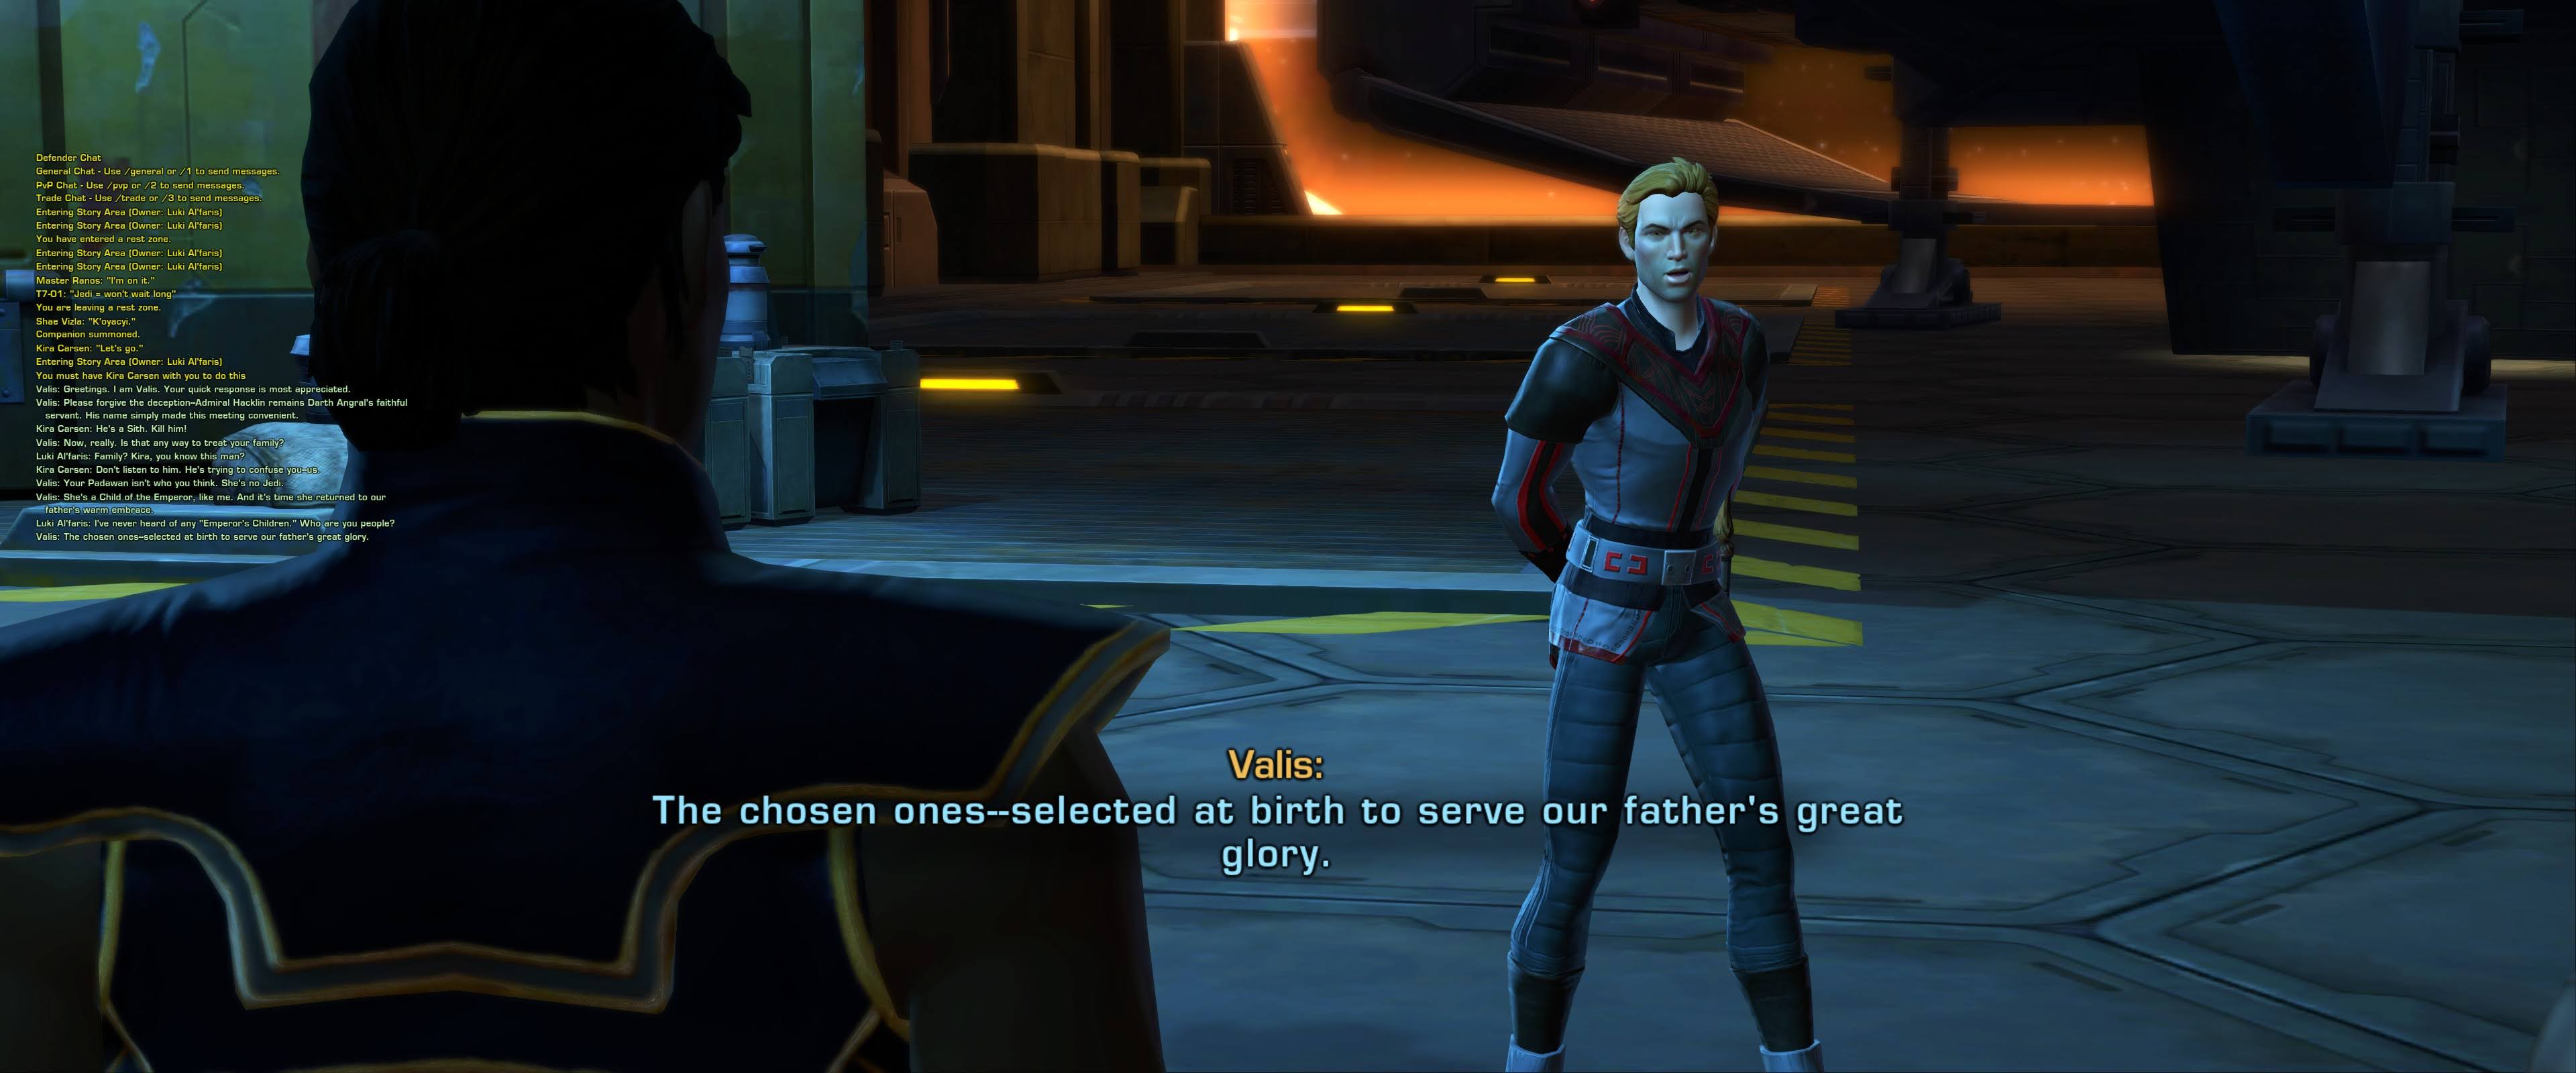 Defender Chat
General Chat - Use /general or /1 to send messages.
PvP Chat - Use /pvp or /2 to send messages.
Trade Chat - Use /trade or /3 to send messages.
Entering Story Area (Owner: Luki Al'faris)
Entering Story Area (Owner: Luki Al'faris)
You have entered a rest zone.
Entering Story Area (Owner: Luki Al'faris)
Entering Story Area (Owner: Luki Al'faris)
Master Ranos: "I'm on it."
T7-O1: "Jedi = won't wait long"
You are leaving a rest zone.
Shae Vizla: "K'oyacyi."
Companion summoned.
Kira Carsen: "Let's go."
Entering Story Area (Owner: Luki Al'faris)
You must have Kira Carsen with you to do this
Valis: Greetings. I am Valis. Your quick response is most appreciated.
Valis: Please forgive the deception--Admiral Hacklin remains Darth Angral's faithful
servant. His name simply made this meeting convenient.
Kira Carsen: He's a Sith. Kill him!
Valis: Now, really. Is that any way to treat your family?
Luki Al'faris: Family? Kira, you know this man?
Kira Carsen: Don't listen to him. He's trying to confuse you--us.
Valis: Your Padawan isn't who you think. She's no Jedi.
Valis: She's a Child of the Emperor, like me. And it's time she returned to our
father's warm embrace.
Luki Al'faris: I've never heard of any "Emperor's Children." Who are you people?
Valis: The chosen ones--selected at birth to serve our father's great glory.
Valis:
The chosen ones--selected at birth to serve our father's great
glory.